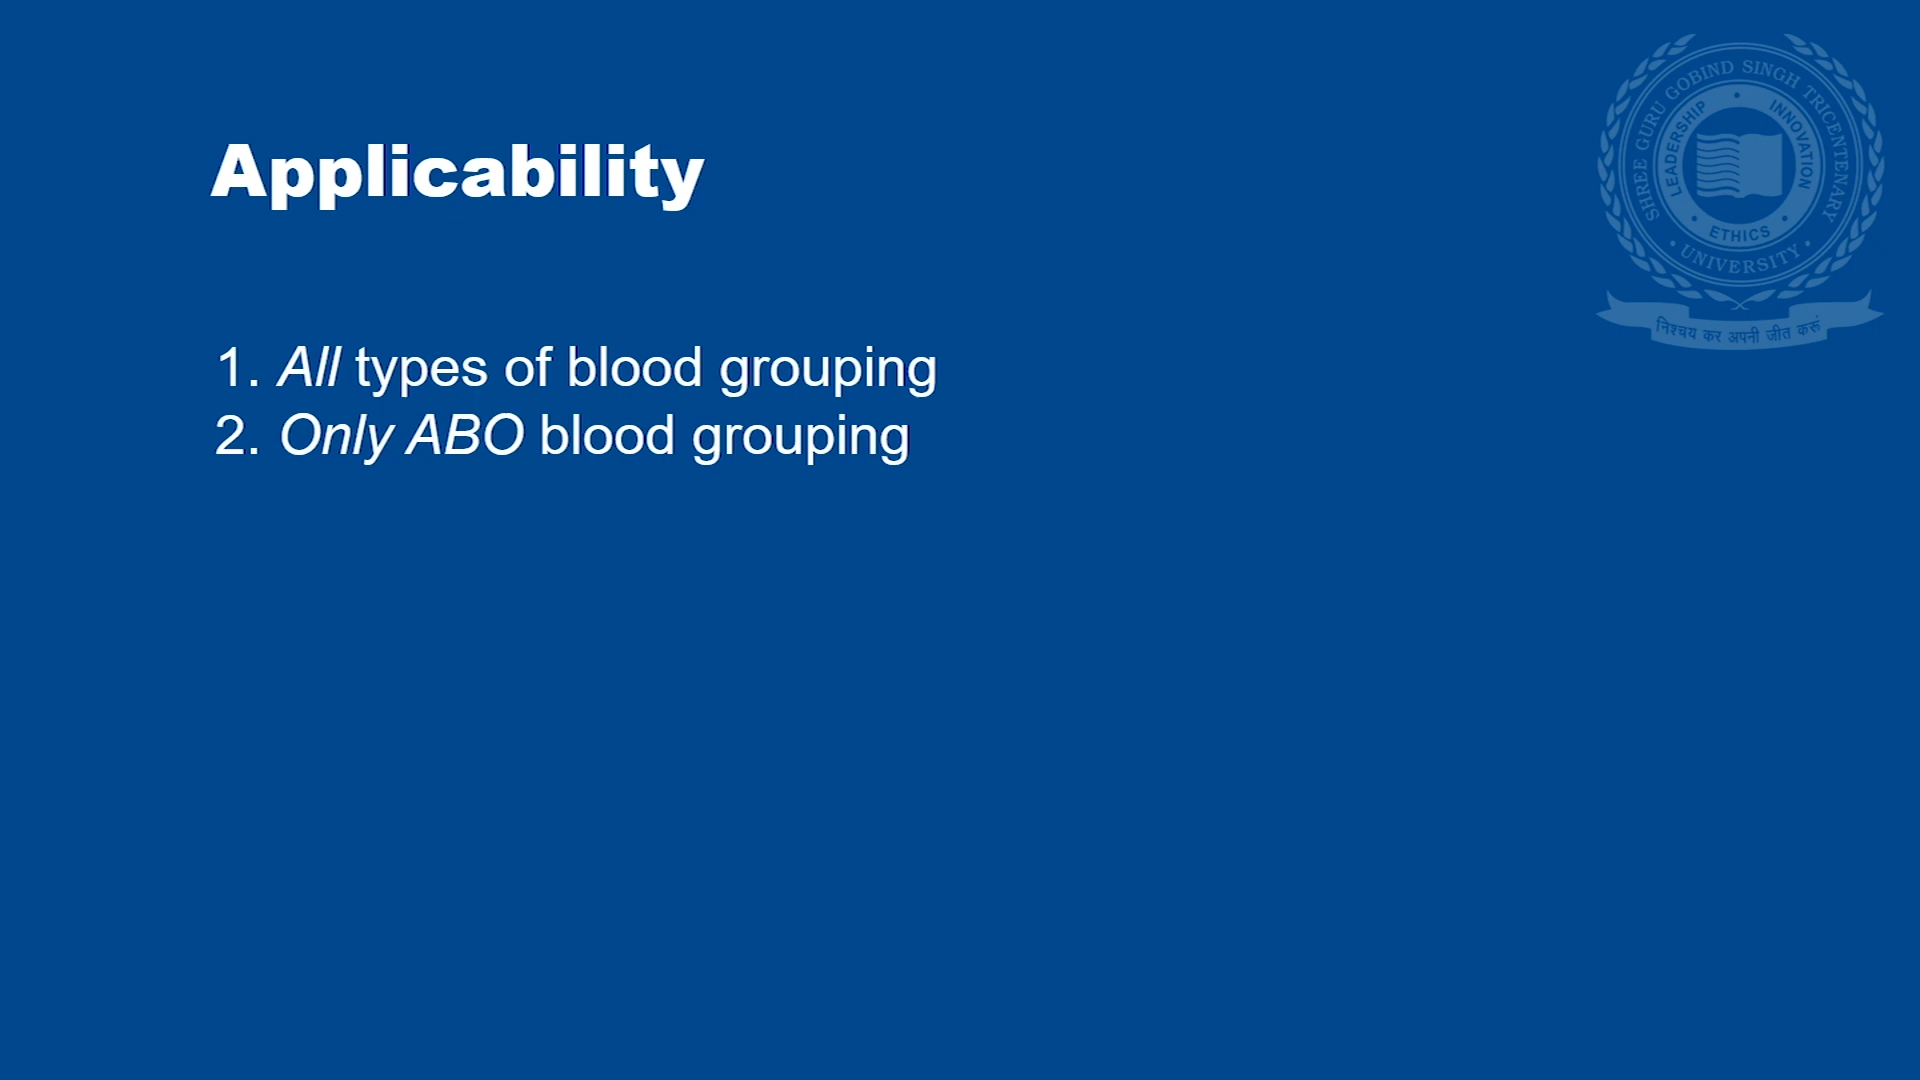 Applicability
1. All types of blood grouping
2. Only ABO blood grouping
SHREE GURU GOBIND SINGH TRICENTENARY
UNIVERSITY
LEADERSHIP
INNOVATION
ETHICS
निश्चय कर अपनी जीत करूं